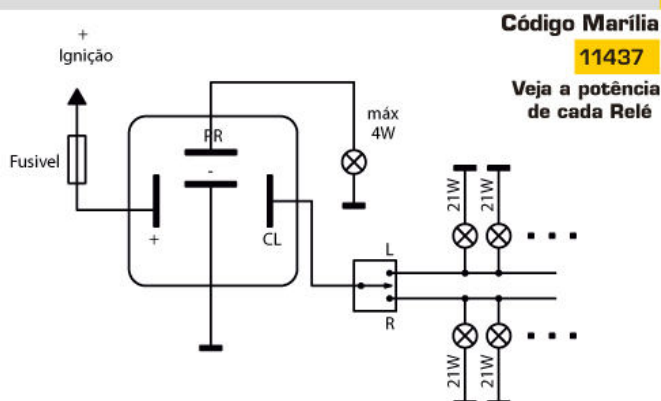 Código Marília
11437
Veja a potência
de cada Relé
+
Ignição
Fusivel
PR
-
+
CL
máx
4W
L
R
21W
21W
21W
21W